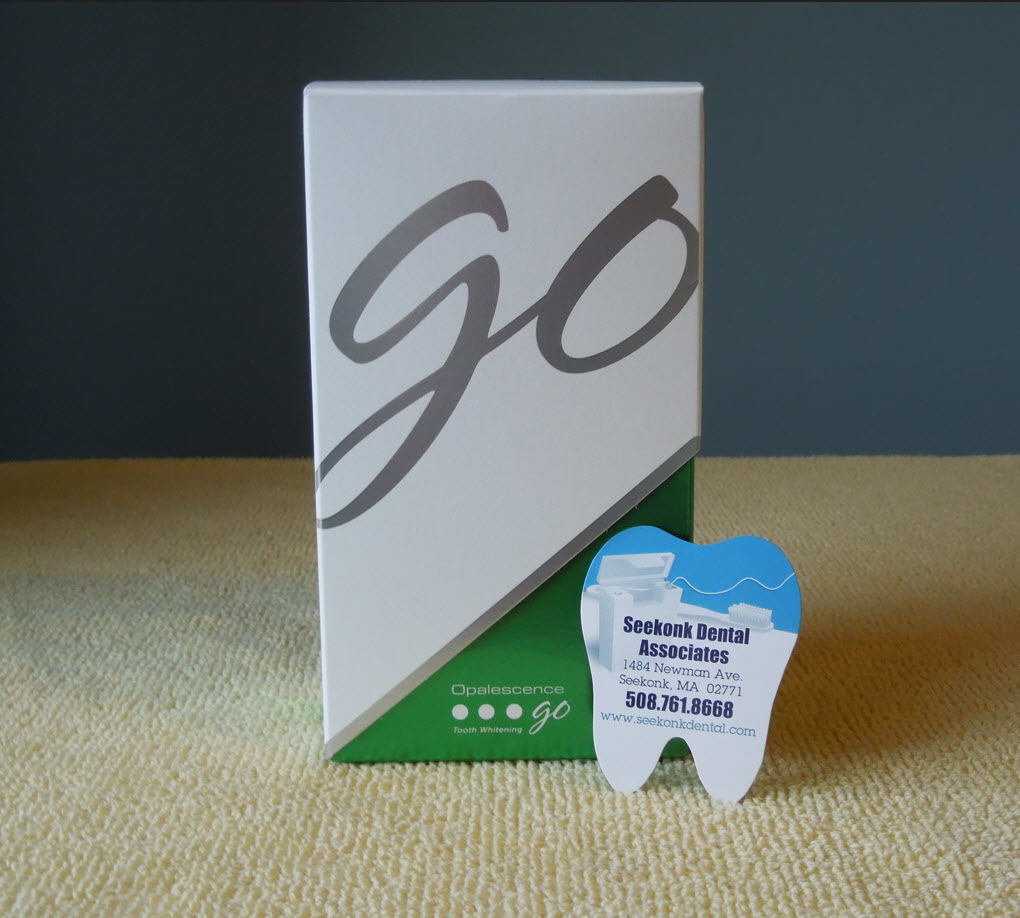 go
Opalescence
go
Tooth Whitening
Seekonk Dental
Associates
1484 Newman Ave.
Seekonk, MA 02771
508.761.8668
www.seekonkdental.com